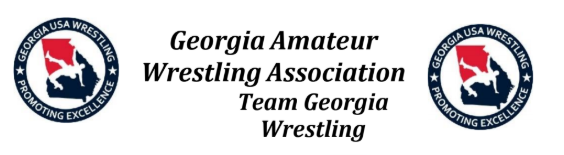 GEORGIA USA WRESTLING
PROMOTING EXCELLENCE
Georgia Amateur
Wrestling Association
Team Georgia
Wrestling
GEORGIA USA WRESTLING
PROMOTING EXCELLENCE